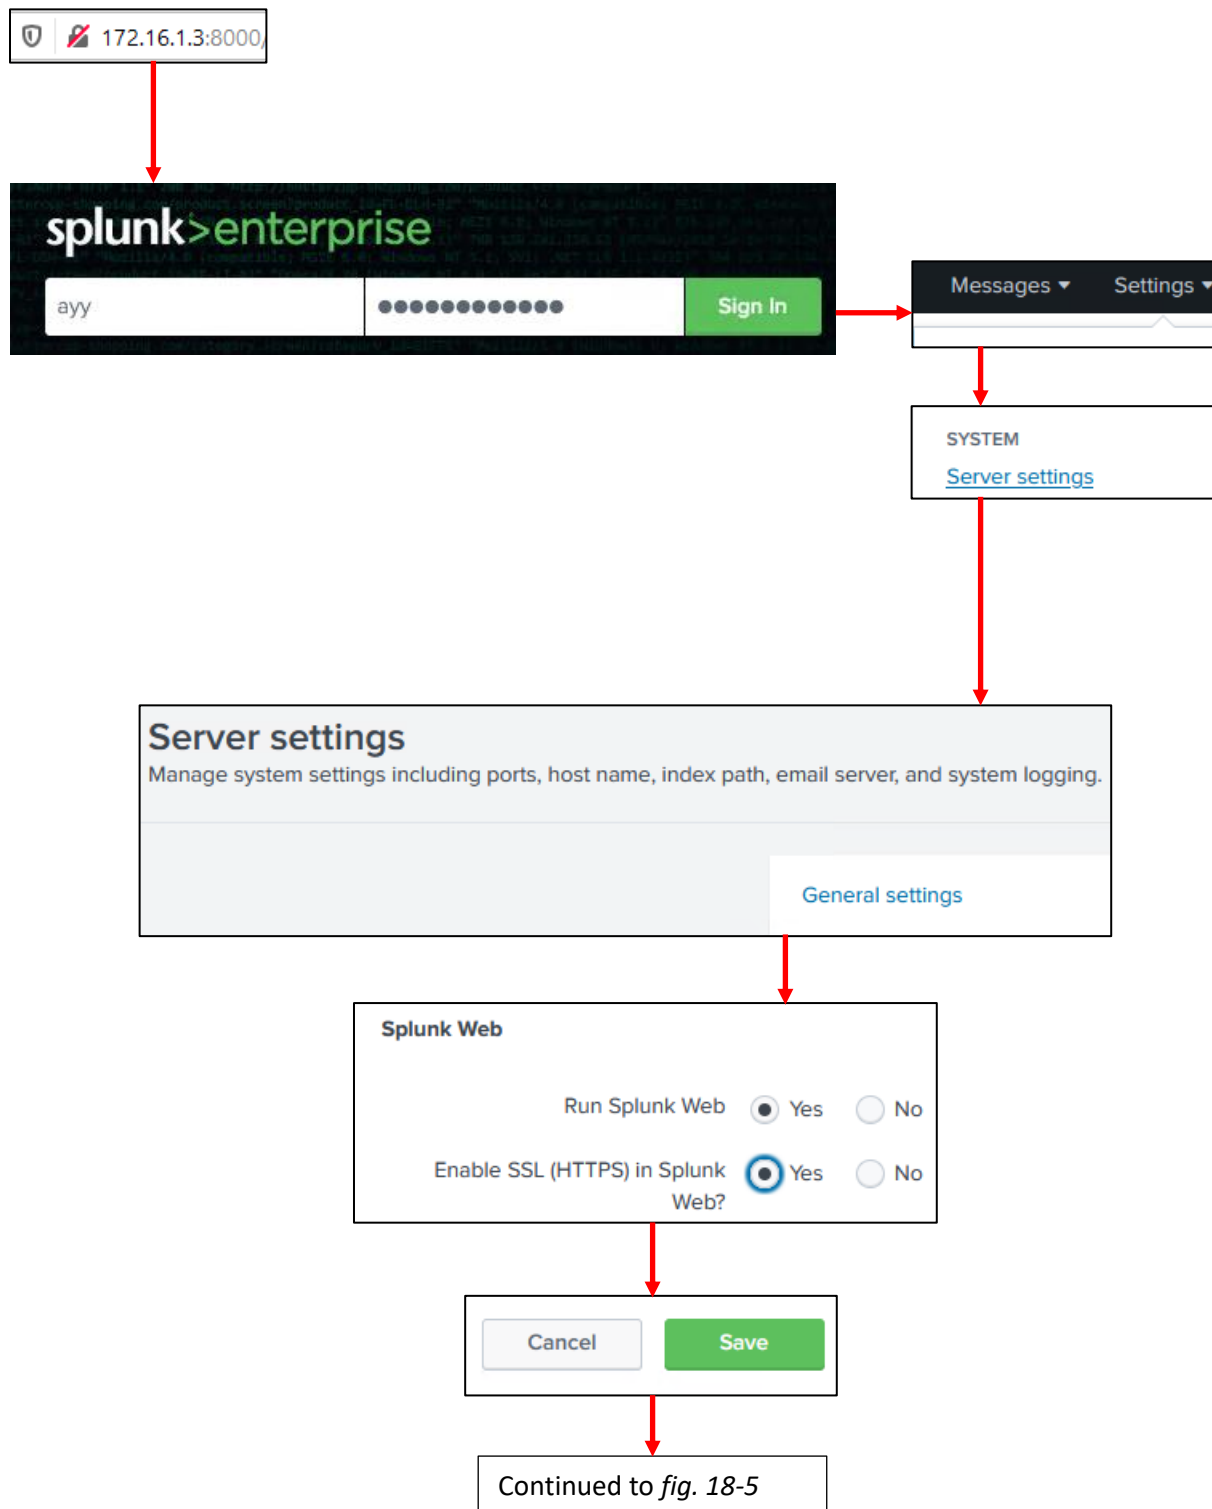 172.16.1.3:8000/
splunk>enterprise
ayy
Sign In
Messages
Settings
SYSTEM
Server settings
Server settings
Manage system settings including ports, host name, index path, email server, and system logging.
General settings
Splunk Web
Run Splunk Web Yes No
Enable SSL (HTTPS) in Splunk Yes No
Web?
Cancel Save
Continued to fig. 18-5